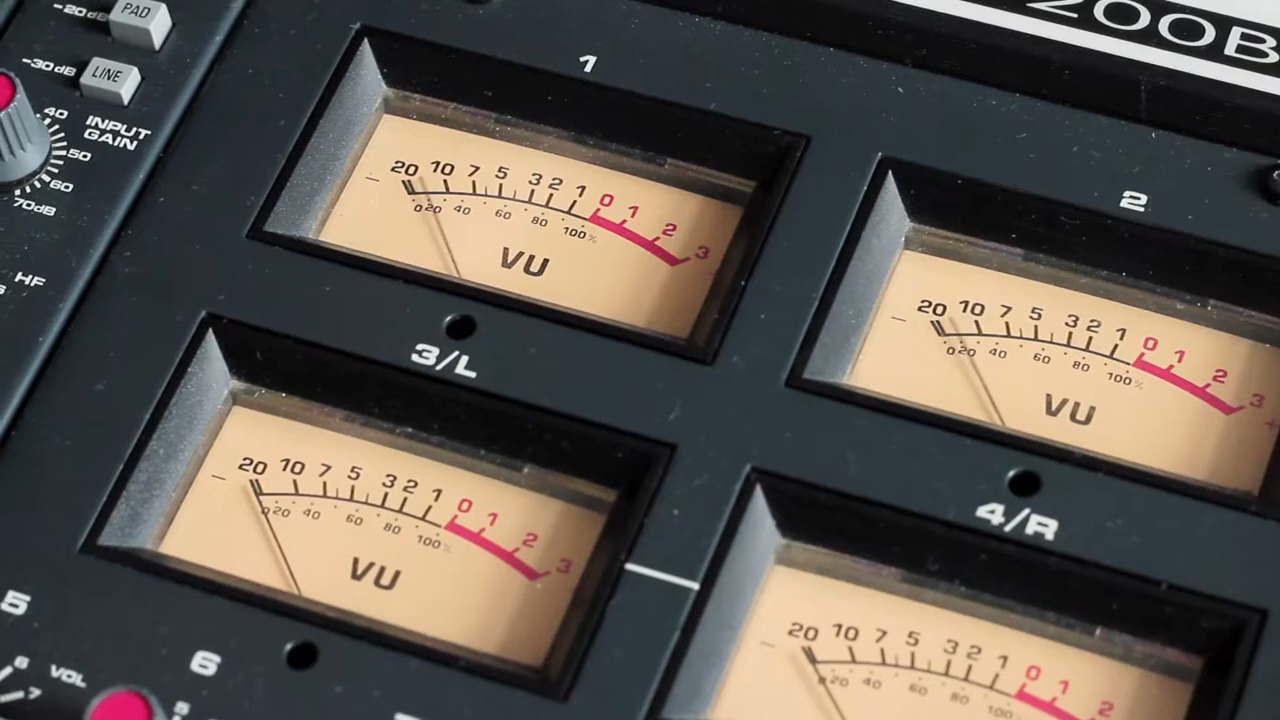 -20dB PAD
-30dB LINE
40
INPUT
GAIN
50
60
70dB
HF
200B
1
20 10 7 5 3 2 1 0 1 2 3
0 20 40 60 80 100%
VU
2
20 10 7 5 3 2 1 0 1 2 3
0 20 40 60 80 100%
VU
3/L
20 10 7 5 3 2 1 0 1 2 3
0 20 40 60 80 100%
VU
4/R
20 10 7 5 3 2 1 0 1 2
0 20 40 60 80 100
5
6
8
7
VOL
5